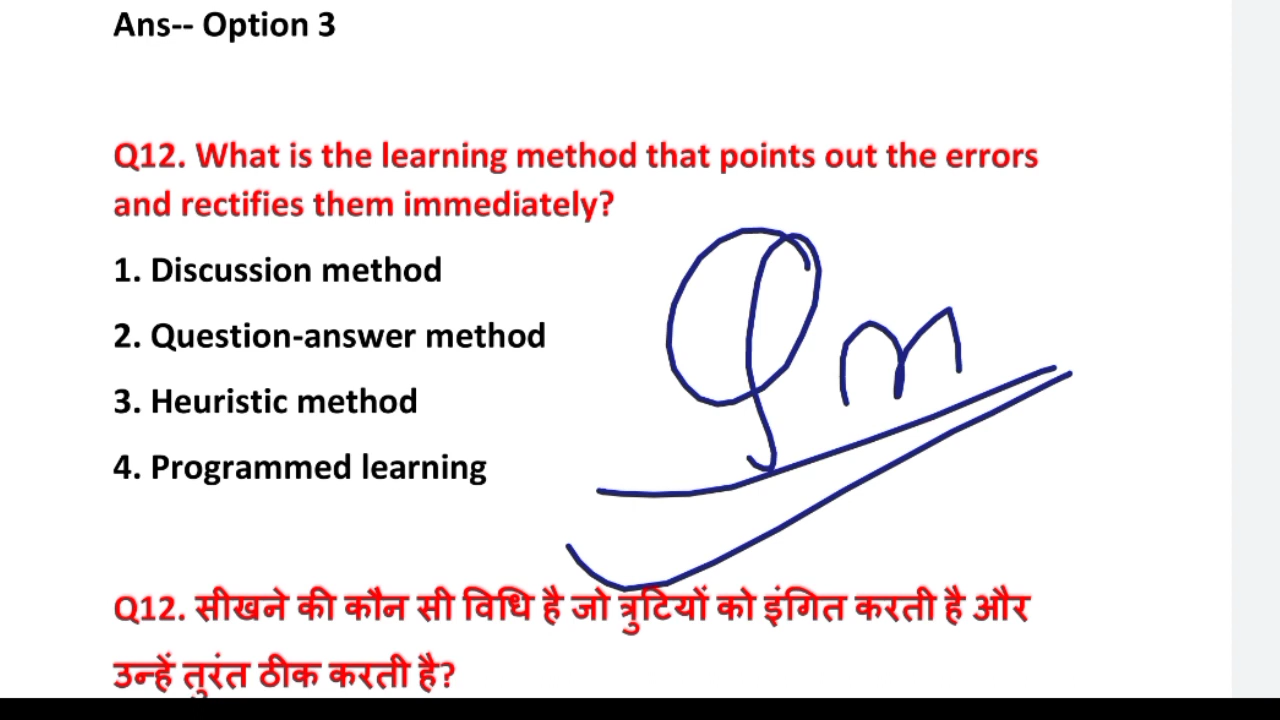 Ans-- Option 3
Q12. What is the learning method that points out the errors
and rectifies them immediately?
1. Discussion method
2. Question-answer method
3. Heuristic method
4. Programmed learning
Q12. सीखने की कौन सी विधि है जो त्रुटियों को इंगित करती है और
उन्हें तुरंत ठीक करती है?